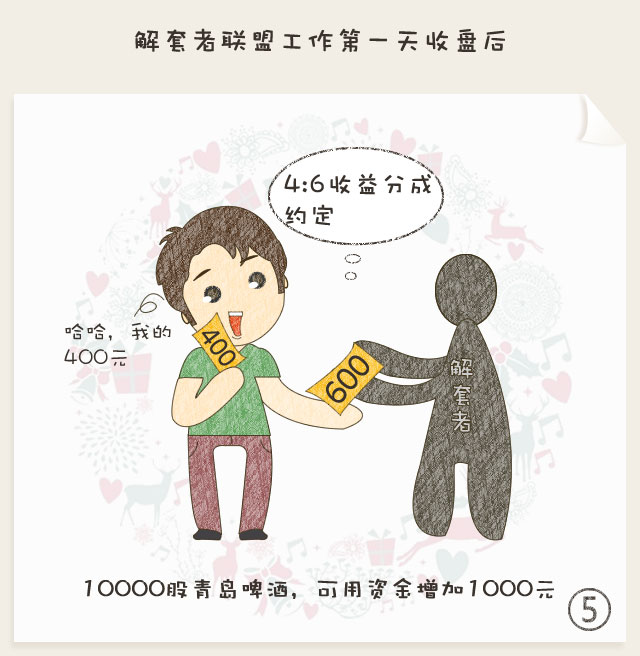 解套者联盟工作第一天收盘后
4:6收益分成
约定
哈哈，我的
400元
400
600
解套者
10000股青岛啤酒，可用资金增加1000元
5